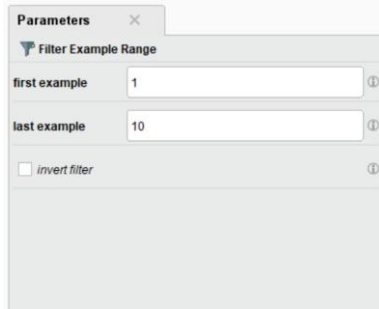 Parameters
Filter Example Range
first example 1
last example 10
invert filter